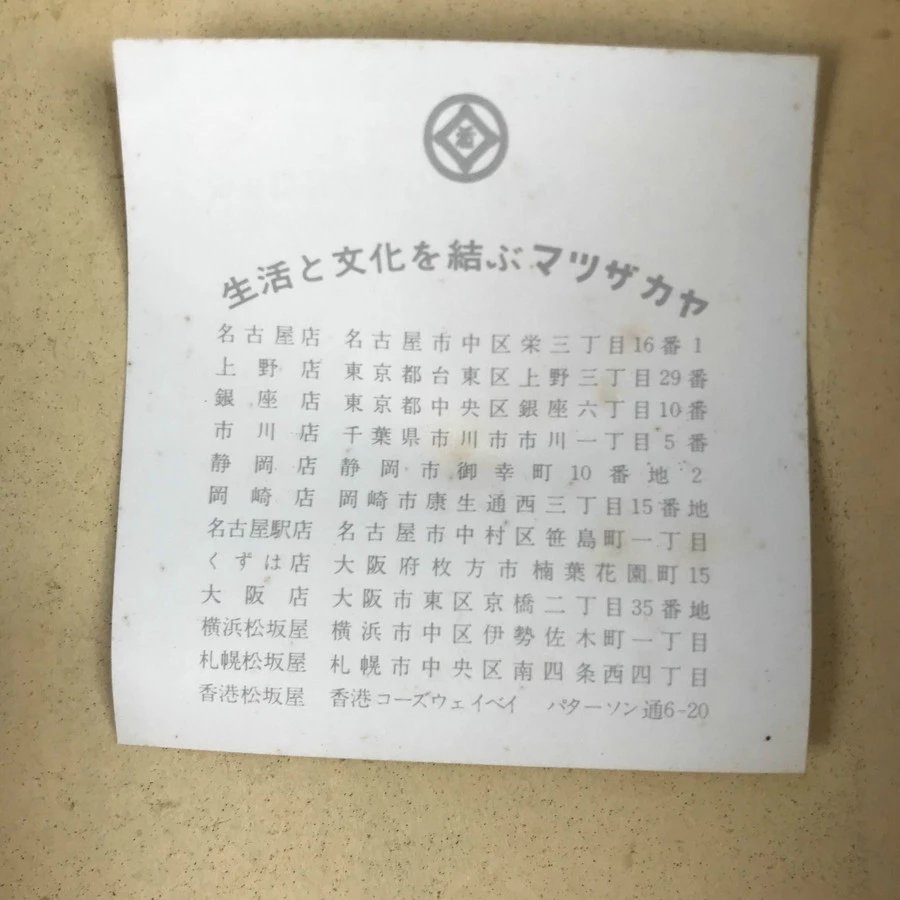 生活と文化を結ぶマツザカヤ
名古屋店 名古屋市中区栄三丁目16番1
上野店 東京都台東区上野三丁目29番
銀座店 東京都中央区銀座六丁目10番
市川店 千葉県市川市市川一丁目5番
静岡店 静岡市御幸町10番地2
岡崎店 岡崎市康生通西三丁目15番地
名古屋駅店 名古屋市中村区笹島町一丁目
くずは店 大阪府枚方市楠葉花園町15
大阪店 大阪市東区京橋二丁目35番地
横浜松坂屋 横浜市中区伊勢佐木町一丁目
札幌松坂屋 札幌市中央区南四条西四丁目
香港松坂屋 香港コーズウェイベイ パターソン通6-20